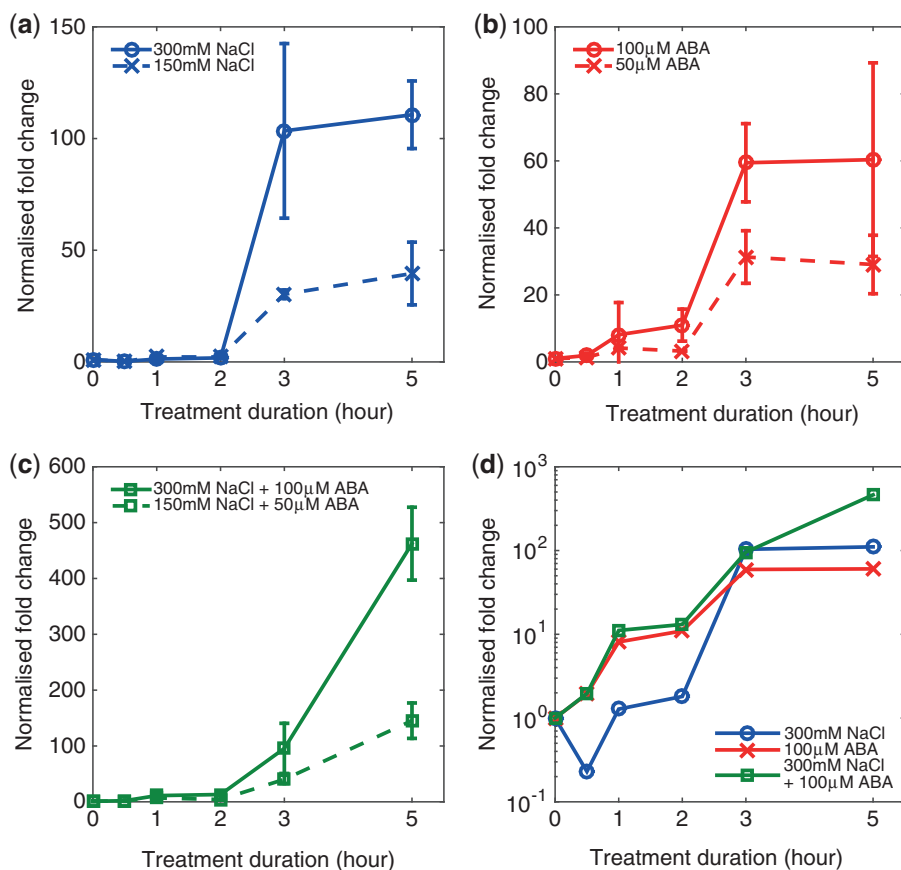 (a)
150
100
50
0
Normalised fold change
300mM NaCl
150mM NaCl
0 1 2 3 5
Treatment duration (hour)
(b)
100
80
60
40
20
0
Normalised fold change
100μM ABA
50μM ABA
0 1 2 3 5
Treatment duration (hour)
(c)
600
500
400
300
200
100
0
Normalised fold change
300mM NaCl + 100μM ABA
150mM NaCl + 50μM ABA
0 1 2 3 5
Treatment duration (hour)
(d)
10³
10²
10¹
10⁰
10⁻¹
Normalised fold change
300mM NaCl
100μM ABA
300mM NaCl
+ 100μM ABA
0 1 2 3 5
Treatment duration (hour)